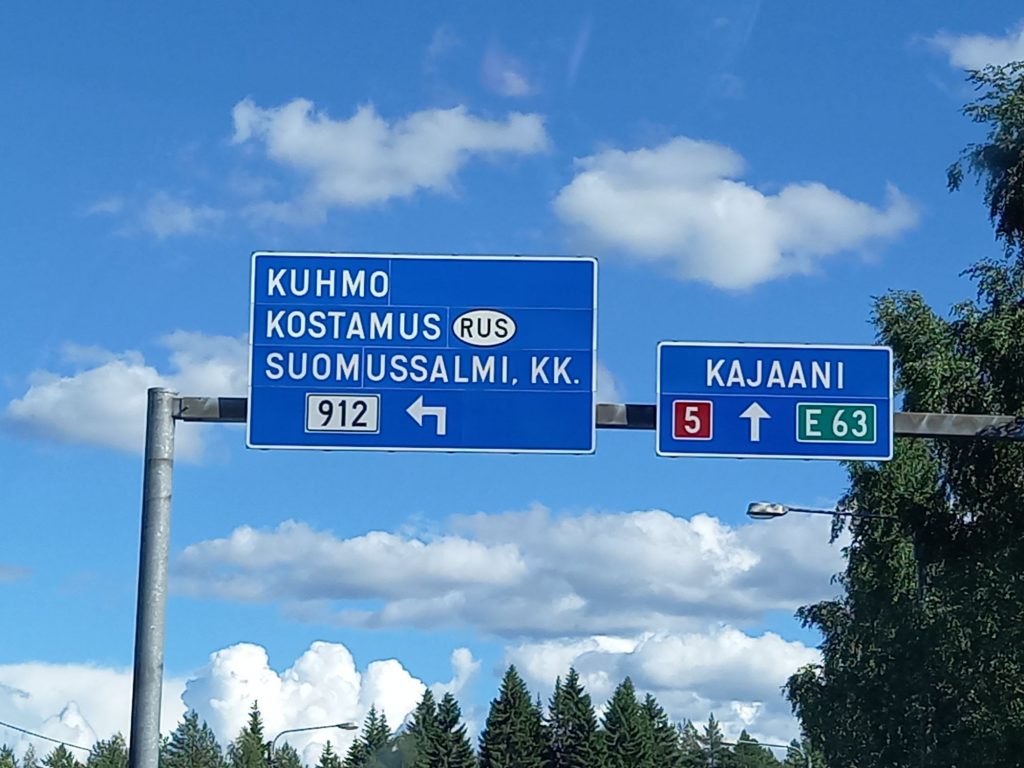 KUHMO
KOSTAMUS RUS
SUOMUSSALMI, KK.
912
KAJAANI
5 E 63